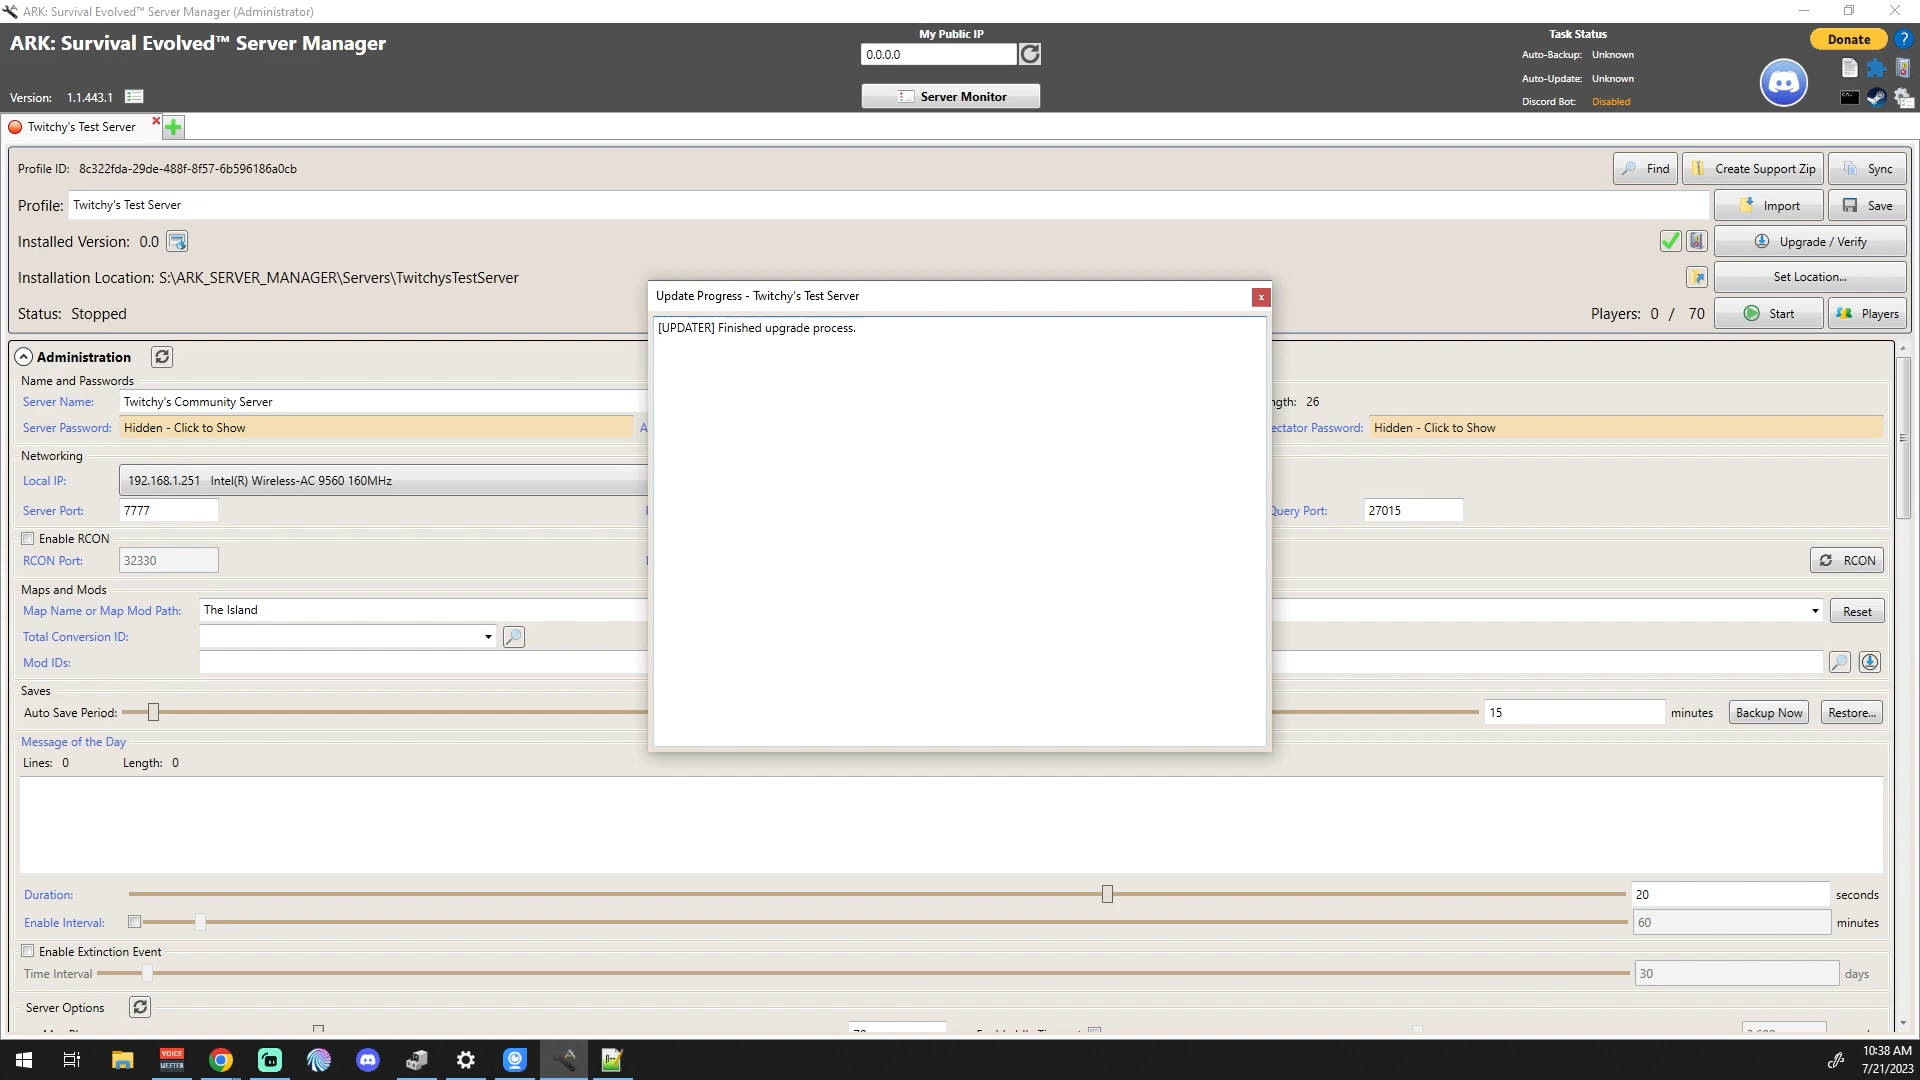 ARK: Survival Evolved™ Server Manager (Administrator)
ARK: Survival Evolved™ Server Manager
Version: 1.1.443.1
My Public IP
0.0.0.0
Server Monitor
Task Status
Auto-Backup: Unknown
Auto-Update: Unknown
Discord Bot: Disabled
Donate
?
Twitchy's Test Server
Profile ID: 8c322fda-29de-488f-8f57-6b596186a0cb
Find
Create Support Zip
Sync
Profile: Twitchy's Test Server
Import
Save
Installed Version: 0.0
Upgrade / Verify
Installation Location: S:\ARK_SERVER_MANAGER\Servers\TwitchysTestServer
Set Location...
Status: Stopped
Players: 0 / 70
Start
Players
Update Progress - Twitchy's Test Server
x
[UPDATER] Finished upgrade process.
Administration
Name and Passwords
Server Name: Twitchy's Community Server
ngth: 26
Server Password: Hidden - Click to Show
A
ectator Password: Hidden - Click to Show
Networking
Local IP: 192.168.1.251 Intel(R) Wireless-AC 9560 160MHz
Server Port: 7777
Query Port: 27015
Enable RCON
RCON Port: 32330
RCON
Maps and Mods
Map Name or Map Mod Path: The Island
Reset
Total Conversion ID:
Mod IDs:
Saves
Auto Save Period: 15 minutes
Backup Now
Restore...
Message of the Day
Lines: 0 Length: 0
Duration: 20 seconds
Enable Interval: 60 minutes
Enable Extinction Event
Time Interval 30 days
Server Options
VOICE
MEETER
10:38 AM
7/21/2023